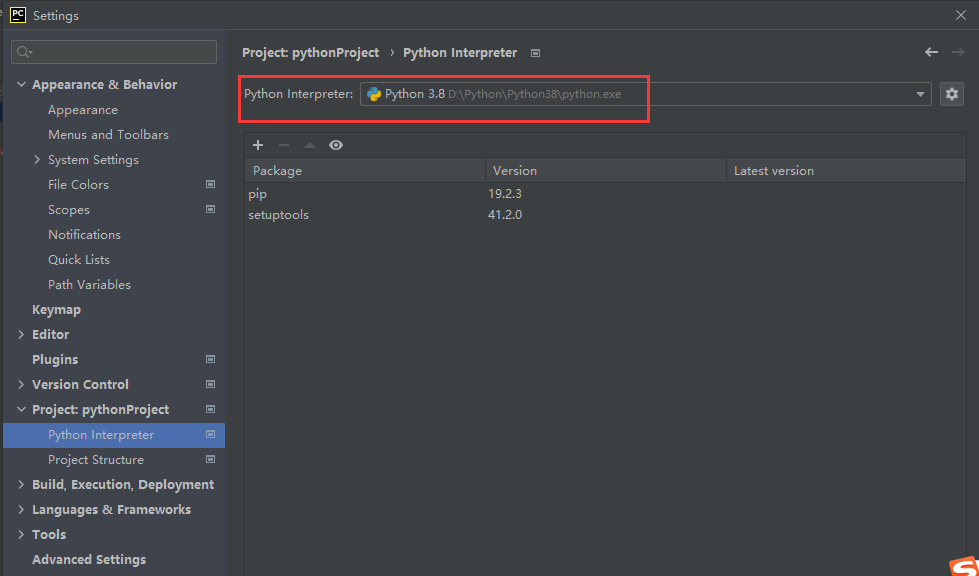 PC Settings
Appearance & Behavior
Appearance
Menus and Toolbars
System Settings
File Colors
Scopes
Notifications
Quick Lists
Path Variables
Keymap
Editor
Plugins
Version Control
Project: pythonProject
Python Interpreter
Project Structure
Build, Execution, Deployment
Languages & Frameworks
Tools
Advanced Settings
Project: pythonProject › Python Interpreter
Python Interpreter: Python 3.8 D:\Python\Python38\python.exe
Package Version Latest version
pip 19.2.3
setuptools 41.2.0